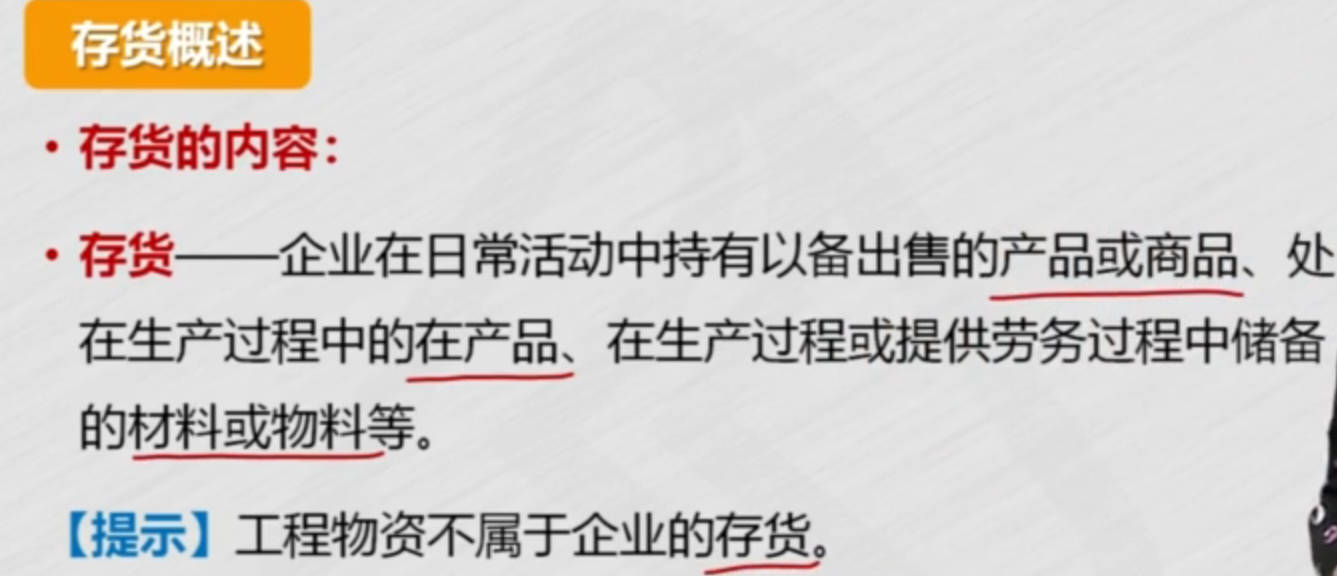 存货概述
• 存货的内容：
• 存货——企业在日常活动中持有以备出售的产品或商品、处
在生产过程中的在产品、在生产过程或提供劳务过程中储备
的材料或物料等。
【提示】工程物资不属于企业的存货。